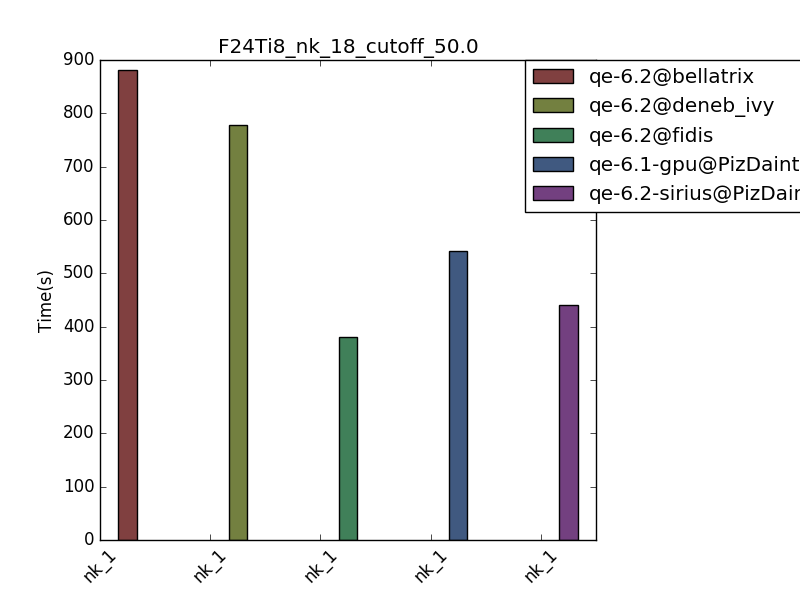 F24Ti8_nk_18_cutoff_50.0
900
800
700
600
500
400
300
200
100
0
Time(s)
nk_1
nk_1
nk_1
nk_1
nk_1
qe-6.2@bellatrix
qe-6.2@deneb_ivy
qe-6.2@fidis
qe-6.1-gpu@PizDaint
qe-6.2-sirius@PizDain